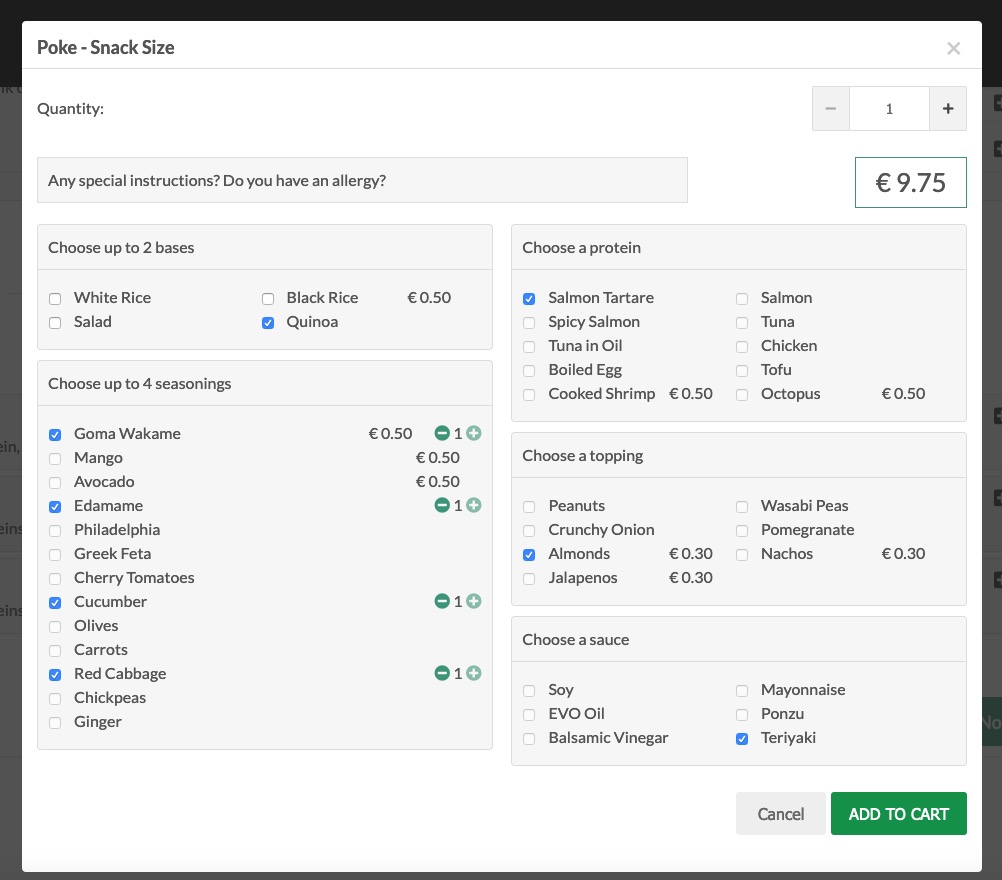 Poke - Snack Size
Quantity:
1
Any special instructions? Do you have an allergy?
€ 9.75
Choose up to 2 bases
White Rice
Black Rice € 0.50
Salad
Quinoa
Choose up to 4 seasonings
Goma Wakame € 0.50 1
Mango € 0.50
Avocado € 0.50
Edamame 1
Philadelphia
Greek Feta
Cherry Tomatoes
Cucumber 1
Olives
Carrots
Red Cabbage 1
Chickpeas
Ginger
Choose a protein
Salmon Tartare
Salmon
Spicy Salmon
Tuna
Tuna in Oil
Chicken
Boiled Egg
Tofu
Cooked Shrimp € 0.50
Octopus € 0.50
Choose a topping
Peanuts
Wasabi Peas
Crunchy Onion
Pomegranate
Almonds € 0.30
Nachos € 0.30
Jalapenos € 0.30
Choose a sauce
Soy
Mayonnaise
EVO Oil
Ponzu
Balsamic Vinegar
Teriyaki
Cancel
ADD TO CART